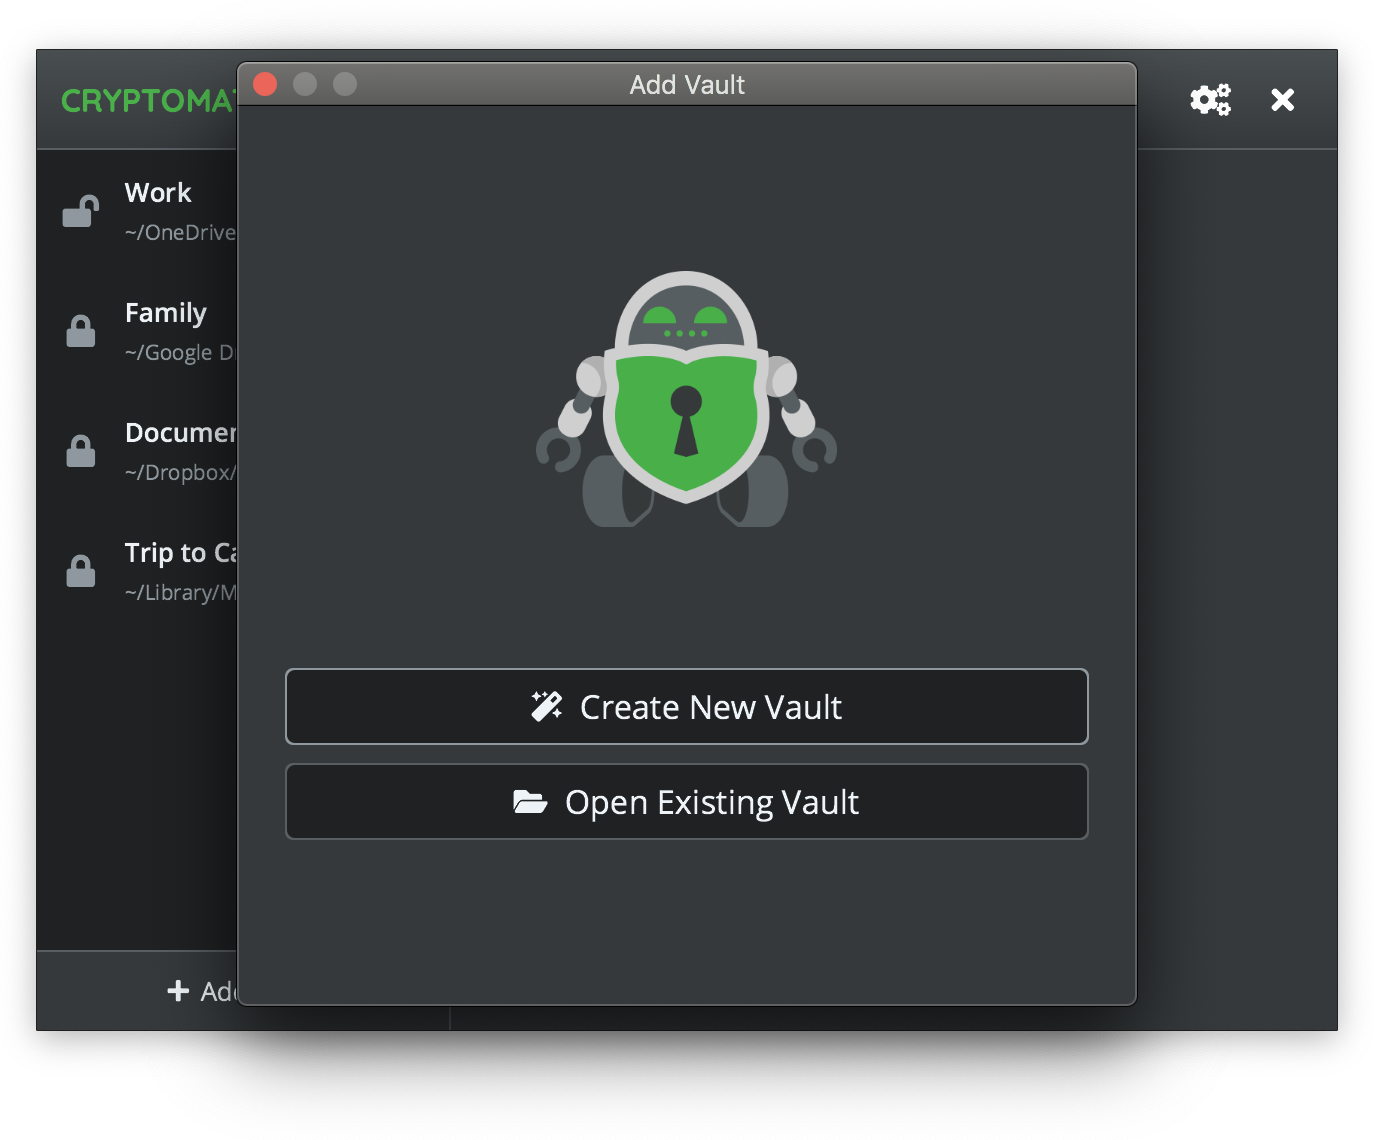 Add Vault
CRYPTOMA
Work
~/OneDrive
Family
~/Google D
Documen
~/Dropbox/
Trip to Ca
~/Library/M
Create New Vault
Open Existing Vault
Add